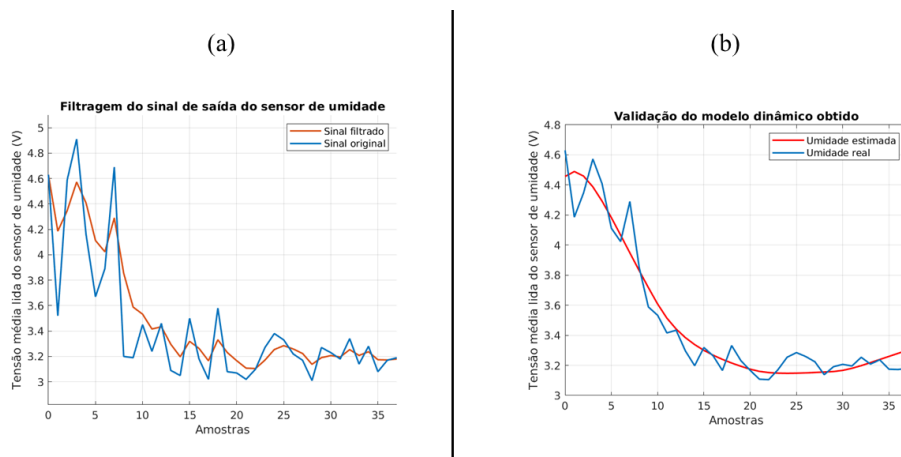 (a)
Filtragem do sinal de saída do sensor de umidade
Tensão média lida do sensor de umidade (V)
5
4.8
4.6
4.4
4.2
4
3.8
3.6
3.4
3.2
3
Sinal filtrado
Sinal original
0 5 10 15 20 25 30 35
Amostras
(b)
Validação do modelo dinâmico obtido
Tensão média lida do sensor de umidade (V)
4.8
4.6
4.4
4.2
4
3.8
3.6
3.4
3.2
3
Umidade estimada
Umidade real
0 5 10 15 20 25 30 35
Amostras